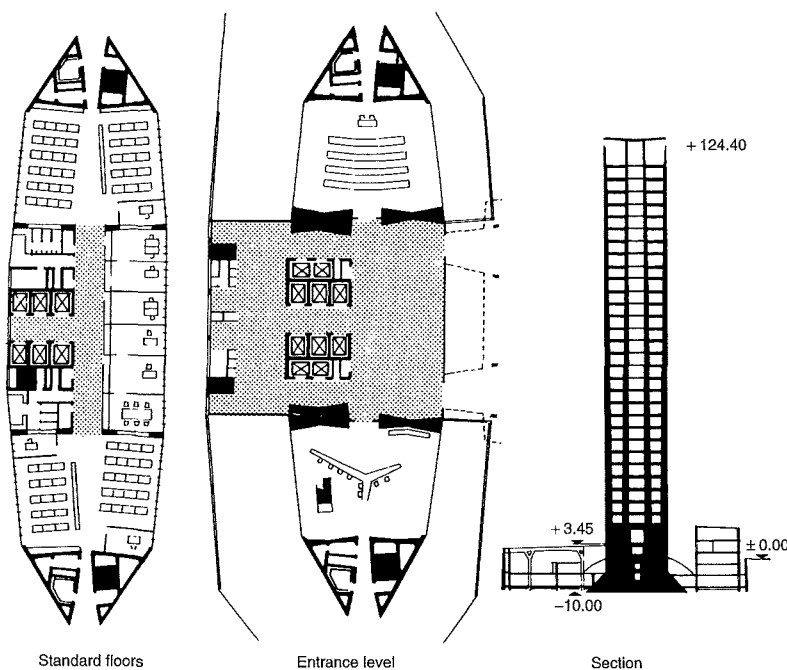 + 124.40
+ 3.45
± 0.00
–10.00
Standard floors
Entrance level
Section